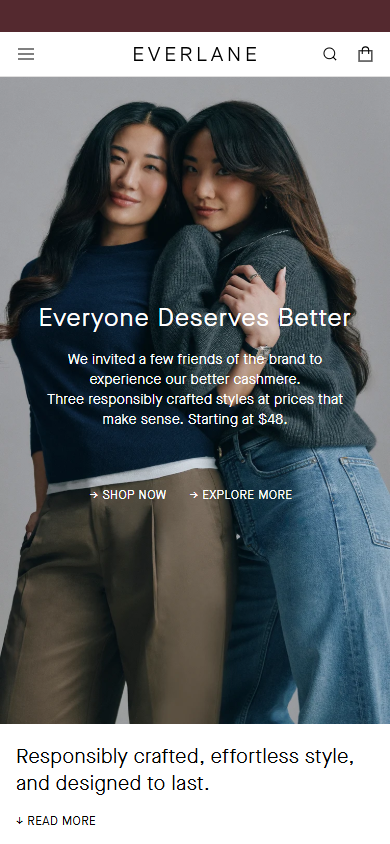 EVERLANE
Everyone Deserves Better
We invited a few friends of the brand to
experience our better cashmere.
Three responsibly crafted styles at prices that
make sense. Starting at $48.
→ SHOP NOW → EXPLORE MORE
Responsibly crafted, effortless style,
and designed to last.
↓ READ MORE